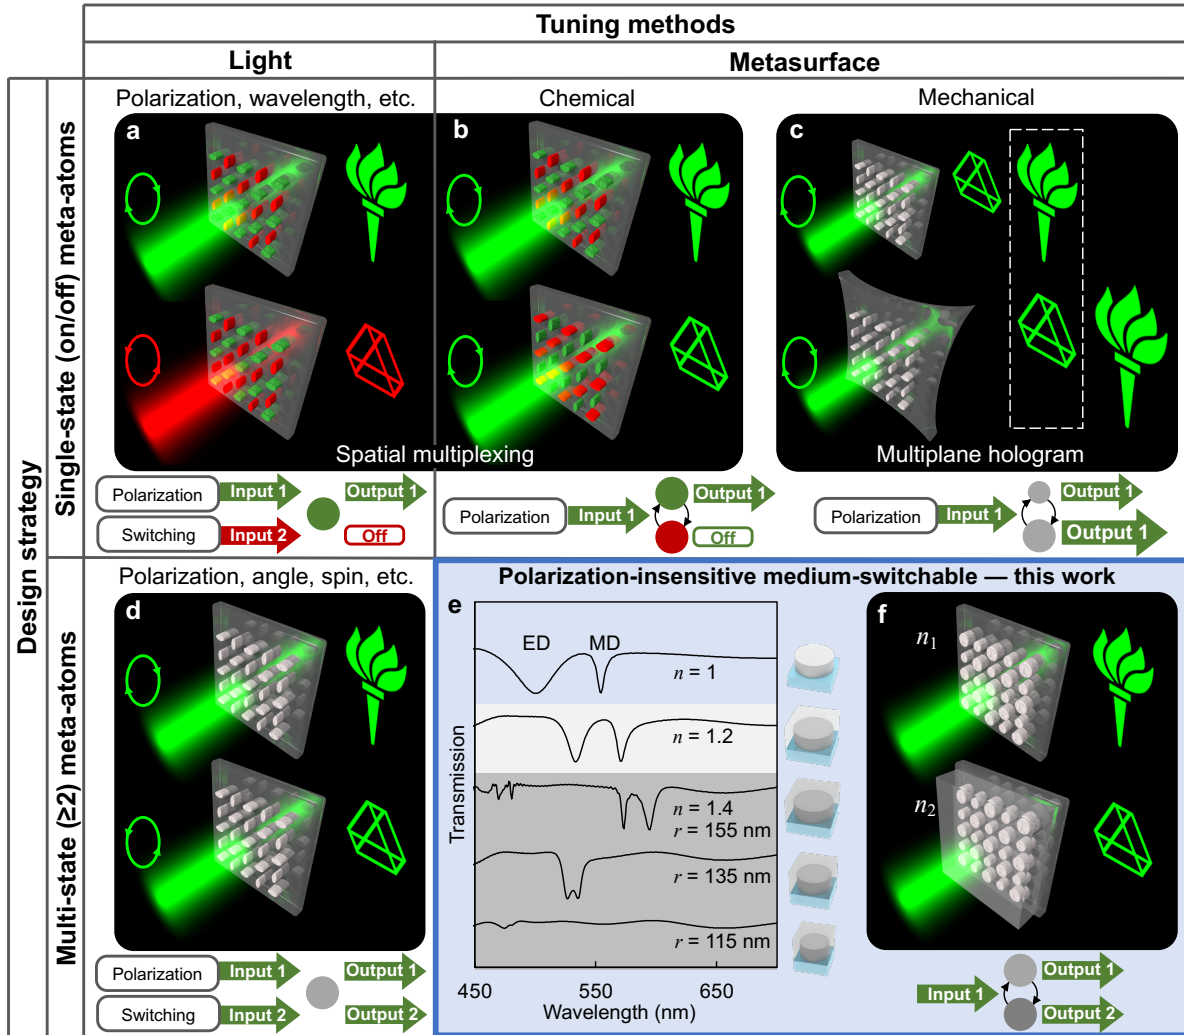 Tuning methods
Light
Metasurface
Design strategy
Single-state (on/off) meta-atoms
Polarization, wavelength, etc.
Chemical
Mechanical
a
b
c
Spatial multiplexing
Multiplane hologram
Polarization
Input 1
Output 1
Switching
Input 2
Off
Polarization
Input 1
Output 1
Off
Polarization
Input 1
Output 1
Output 1
Multi-state (≥2) meta-atoms
Polarization, angle, spin, etc.
d
Polarization
Input 1
Output 1
Switching
Input 2
Output 2
Polarization-insensitive medium-switchable — this work
e
ED
MD
n = 1
n = 1.2
n = 1.4
r = 155 nm
r = 135 nm
r = 115 nm
Transmission
450
550
650
Wavelength (nm)
f
n₁
n₂
Input 1
Output 1
Output 2